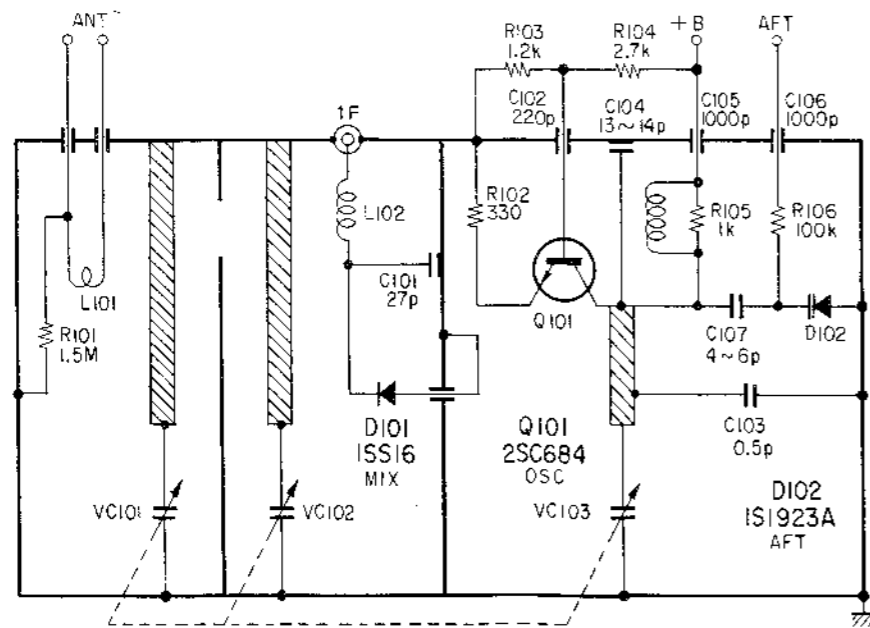 ANT
R103
1.2k
R104
2.7k
+B
AFT
1F
C102
220p
C104
13~14p
C105
1000p
C106
1000p
R102
330
L102
R105
1k
R106
100k
L101
C101
27p
Q101
R101
1.5M
C107
4~6p
D102
D101
1SS16
MIX
Q101
2SC684
OSC
C103
0.5p
VC101
VC102
VC103
D102
1S1923A
AFT